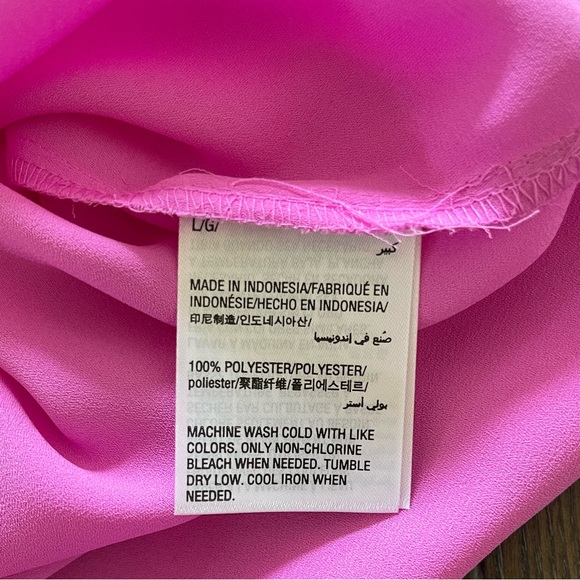 L/G/
كبير
MADE IN INDONESIA/FABRIQUÉ EN
INDONÉSIE/HECHO EN INDONESIA/
印尼制造/인도네시아산/
صُنع في اندونيسيا
100% POLYESTER/POLYESTER/
poliester/聚酯纤维/폴리에스테르/
بولي أستر
MACHINE WASH COLD WITH LIKE
COLORS. ONLY NON-CHLORINE
BLEACH WHEN NEEDED. TUMBLE
DRY LOW. COOL IRON WHEN
NEEDED.